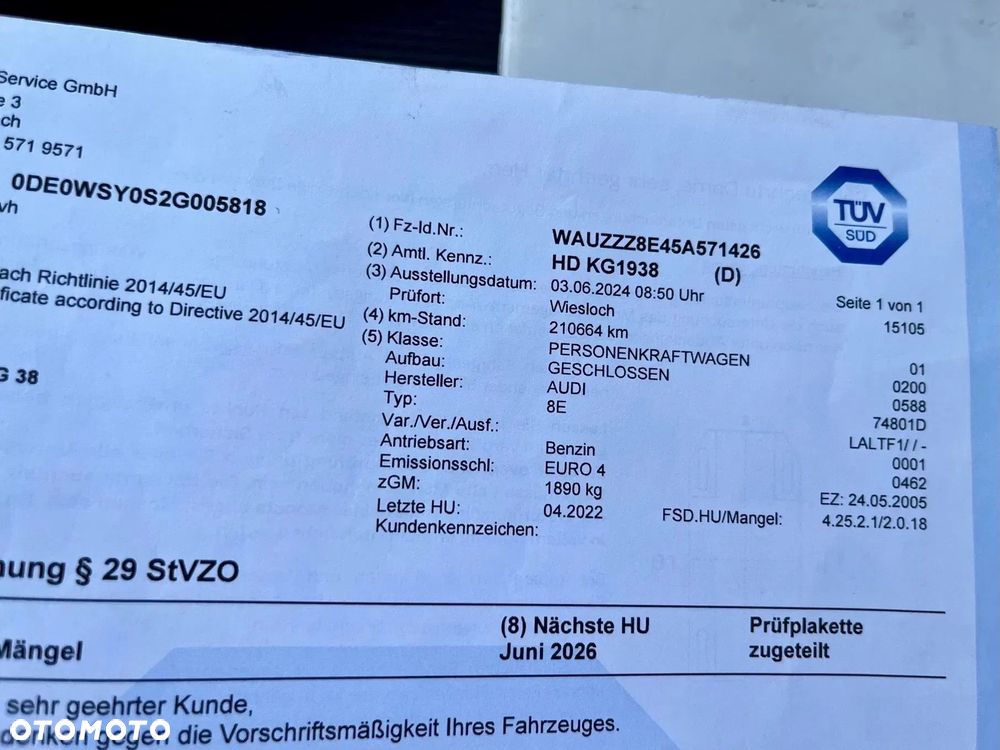 Service GmbH
e 3
ch
571 9571
0DE0WSY0S2G005818
vh
ach Richtlinie 2014/45/EU
ficate according to Directive 2014/45/EU
G 38
TÜV
SÜD
(1) Fz-Id.Nr.: WAUZZZ8E45A571426
(2) Amtl. Kennz.: HD KG1938 (D)
(3) Ausstellungsdatum: 03.06.2024 08:50 Uhr Seite 1 von 1
Prüfort: Wiesloch 15105
(4) km-Stand: 210664 km
(5) Klasse: PERSONENKRAFTWAGEN 01
Aufbau: GESCHLOSSEN 0200
Hersteller: AUDI 0588
Typ: 8E 74801D
Var./Ver./Ausf.: LALTF1/ / -
Antriebsart: Benzin 0001
Emissionsschl: EURO 4 0462
zGM: 1890 kg EZ: 24.05.2005
Letzte HU: 04.2022 FSD.HU/Mangel: 4.25.2.1/2.0.18
Kundenkennzeichen:
nung § 29 StVZO
Mängel
(8) Nächste HU
Juni 2026
Prüfplakette
zugeteilt
sehr geehrter Kunde,
denken gegen die Vorschriftsmäßigkeit Ihres Fahrzeuges.
OTOMOTO